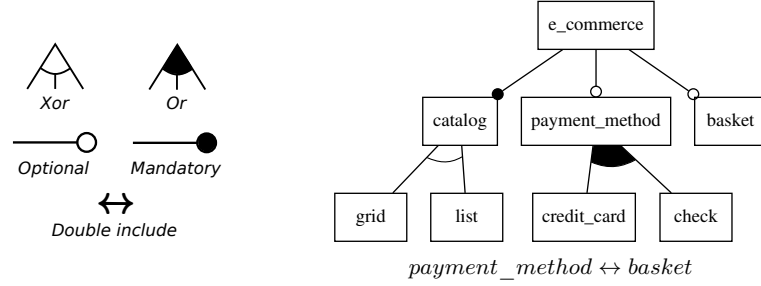 Xor
Or
Optional
Mandatory
Double include
e_commerce
catalog
payment_method
basket
grid
list
credit_card
check
payment_method ↔ basket